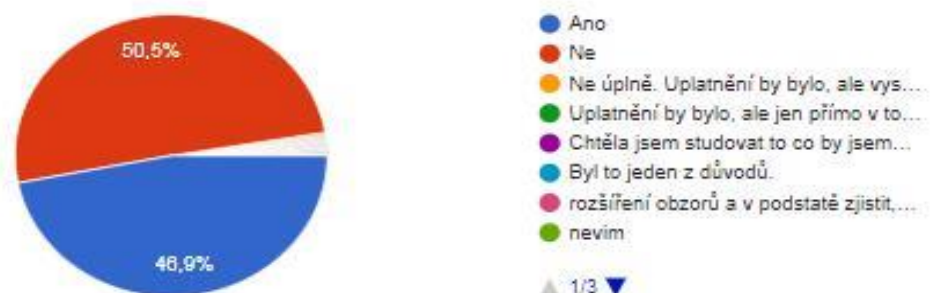 50,5%
46,9%
Ano
Ne
Ne úplně. Uplatnění by bylo, ale vys...
Uplatnění by bylo, ale jen přímo v to...
Chtěla jsem studovat to co by jsem...
Byl to jeden z důvodů.
rozšíření obzorů a v podstatě zjistit,...
nevim
1/3